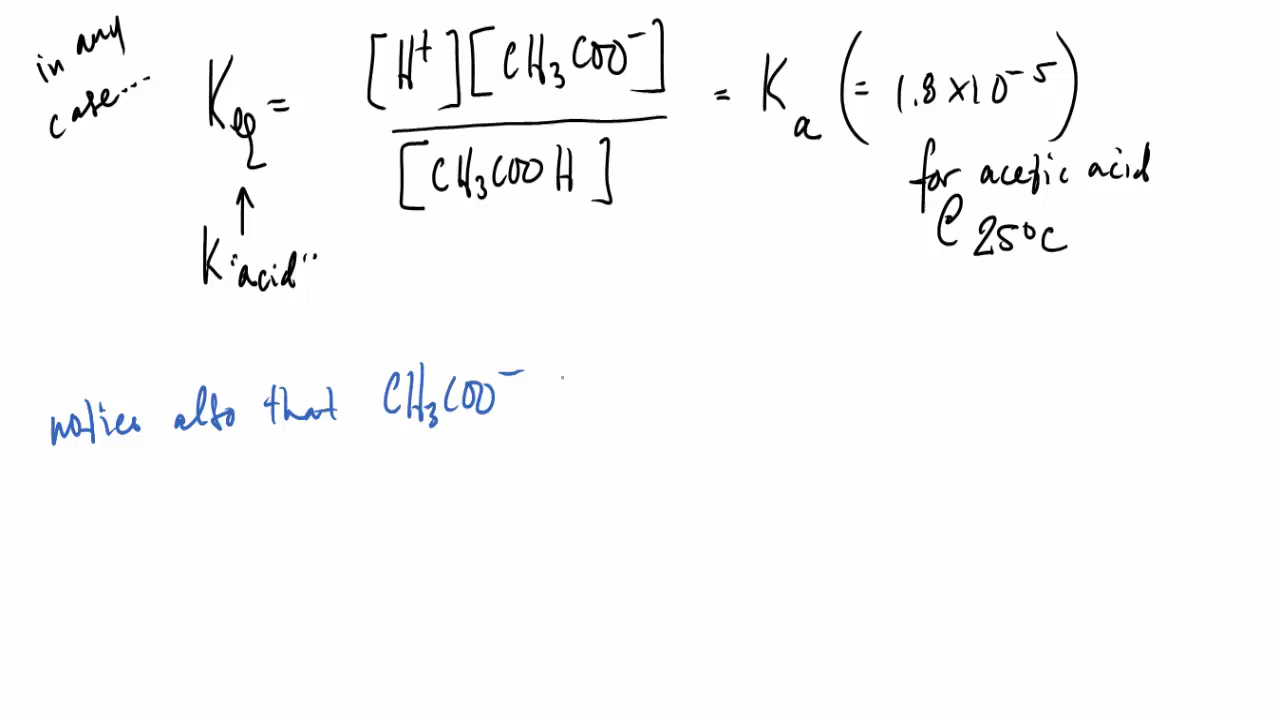 in any
case...
Keq = [H⁺][CH₃COO⁻] / [CH₃COOH] = Ka (= 1.8 × 10⁻⁵)
for acetic acid
@ 25°C
↑
K "acid"
notice also that CH₃COO⁻